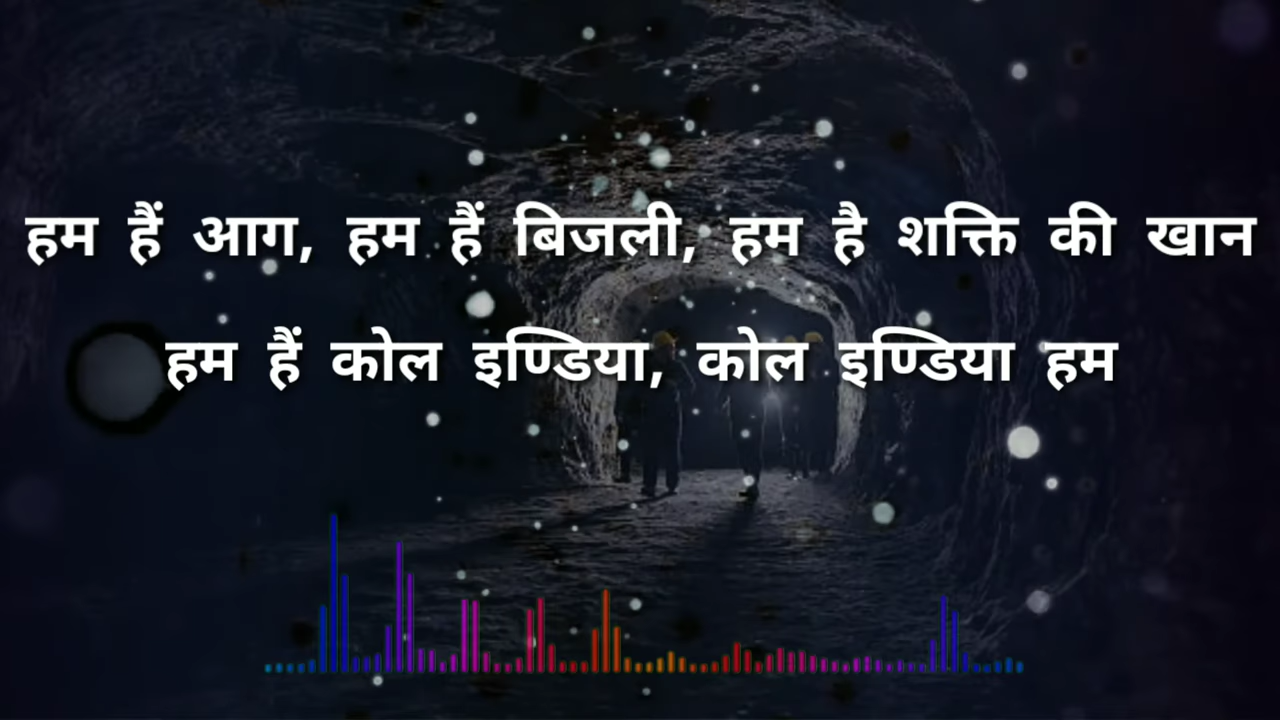 हम हैं आग, हम हैं बिजली, हम है शक्ति की खान
हम हैं कोल इण्डिया, कोल इण्डिया हम